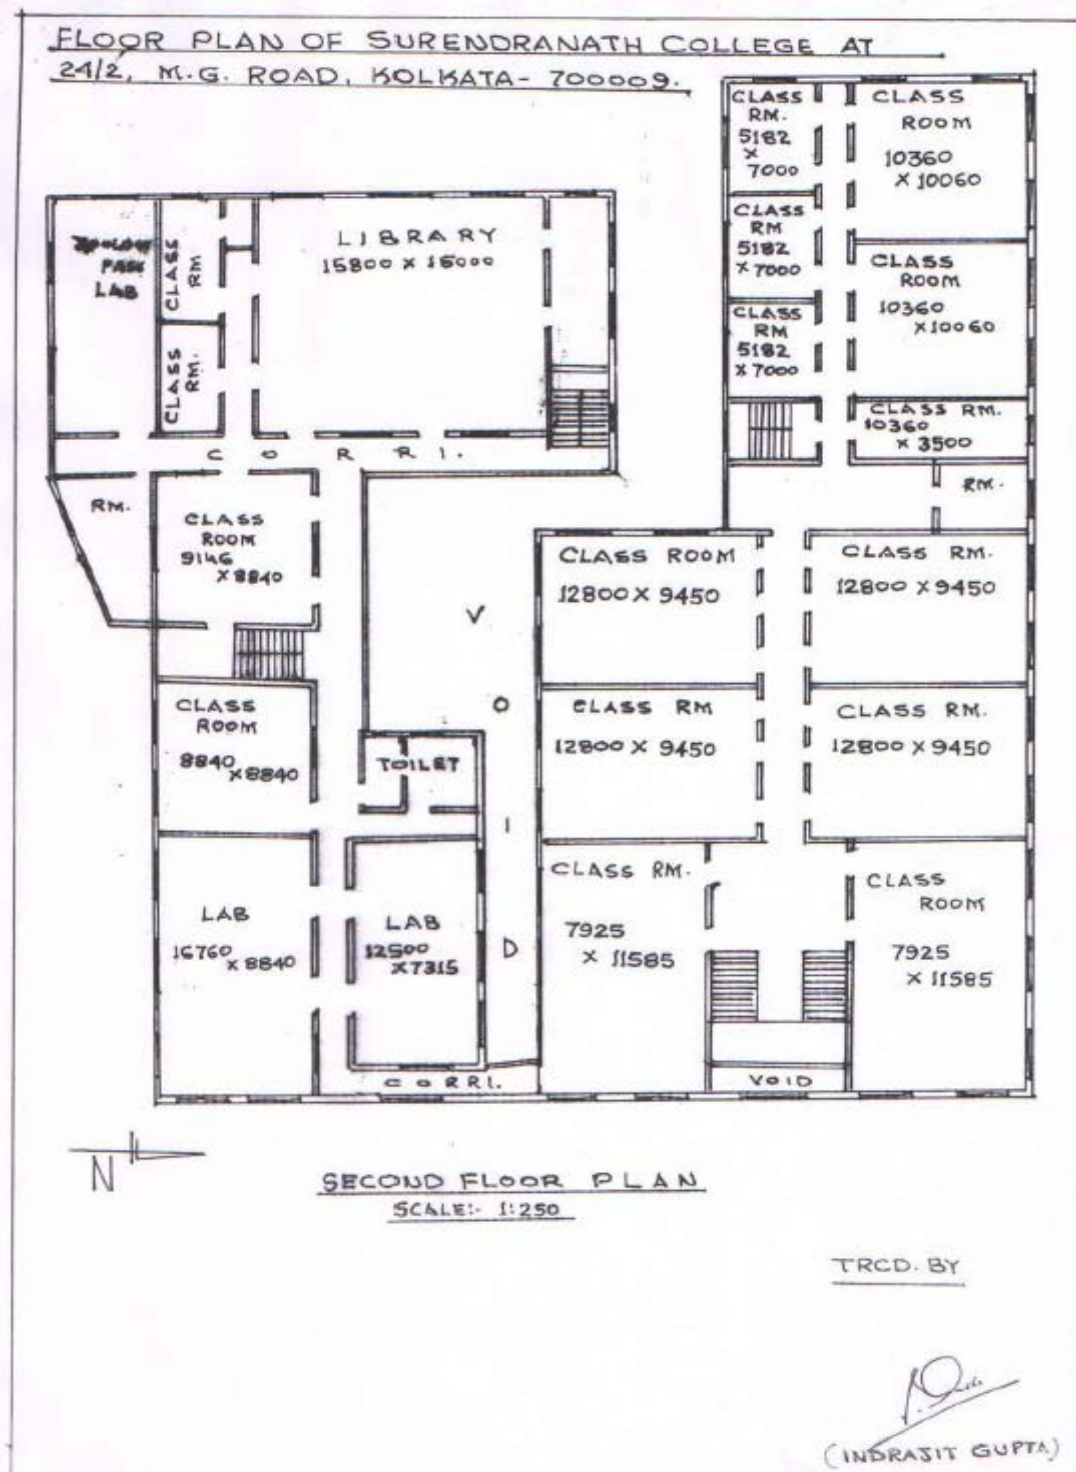 FLOOR PLAN OF SURENDRANATH COLLEGE AT
24/2, M.G. ROAD, KOLKATA - 700009.
CLASS
RM.
5182
X
7000
CLASS
ROOM
10360
X 10060
CLASS
RM
5182
X 7000
CLASS
ROOM
10360
X 10060
CLASS
RM
5182
X 7000
CLASS RM.
10360
X 3500
RM.
LAB
CLASS
RM
CLASS
RM.
LIBRARY
15800 X 15000
CORRI.
RM.
CLASS
ROOM
9146
X 8840
CLASS
ROOM
8840
X 8840
TOILET
LAB
16760
X 8840
LAB
12500
X 7315
CORRI.
VOID
CLASS ROOM
12800 X 9450
CLASS RM.
12800 X 9450
CLASS RM
12800 X 9450
CLASS RM.
12800 X 9450
CLASS RM.
7925
X 11585
CLASS
ROOM
7925
X 11585
VOID
N
SECOND FLOOR PLAN
SCALE:- 1:250
TRCD. BY
(INDRAJIT GUPTA)